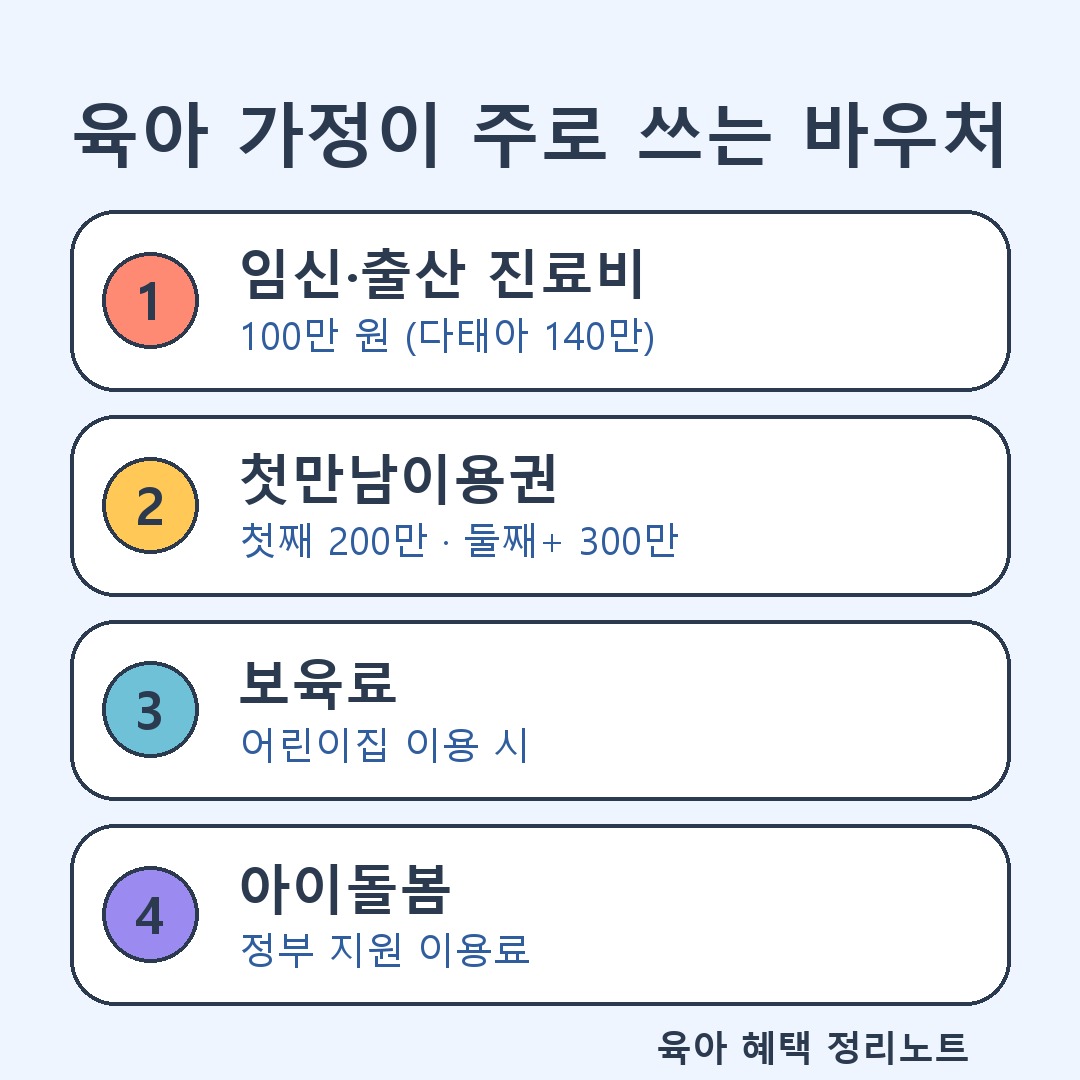 육아 가정이 주로 쓰는 바우처
1
임신·출산 진료비
100만 원 (다태아 140만)
2
첫만남이용권
첫째 200만 · 둘째+ 300만
3
보육료
어린이집 이용 시
4
아이돌봄
정부 지원 이용료
육아 혜택 정리노트